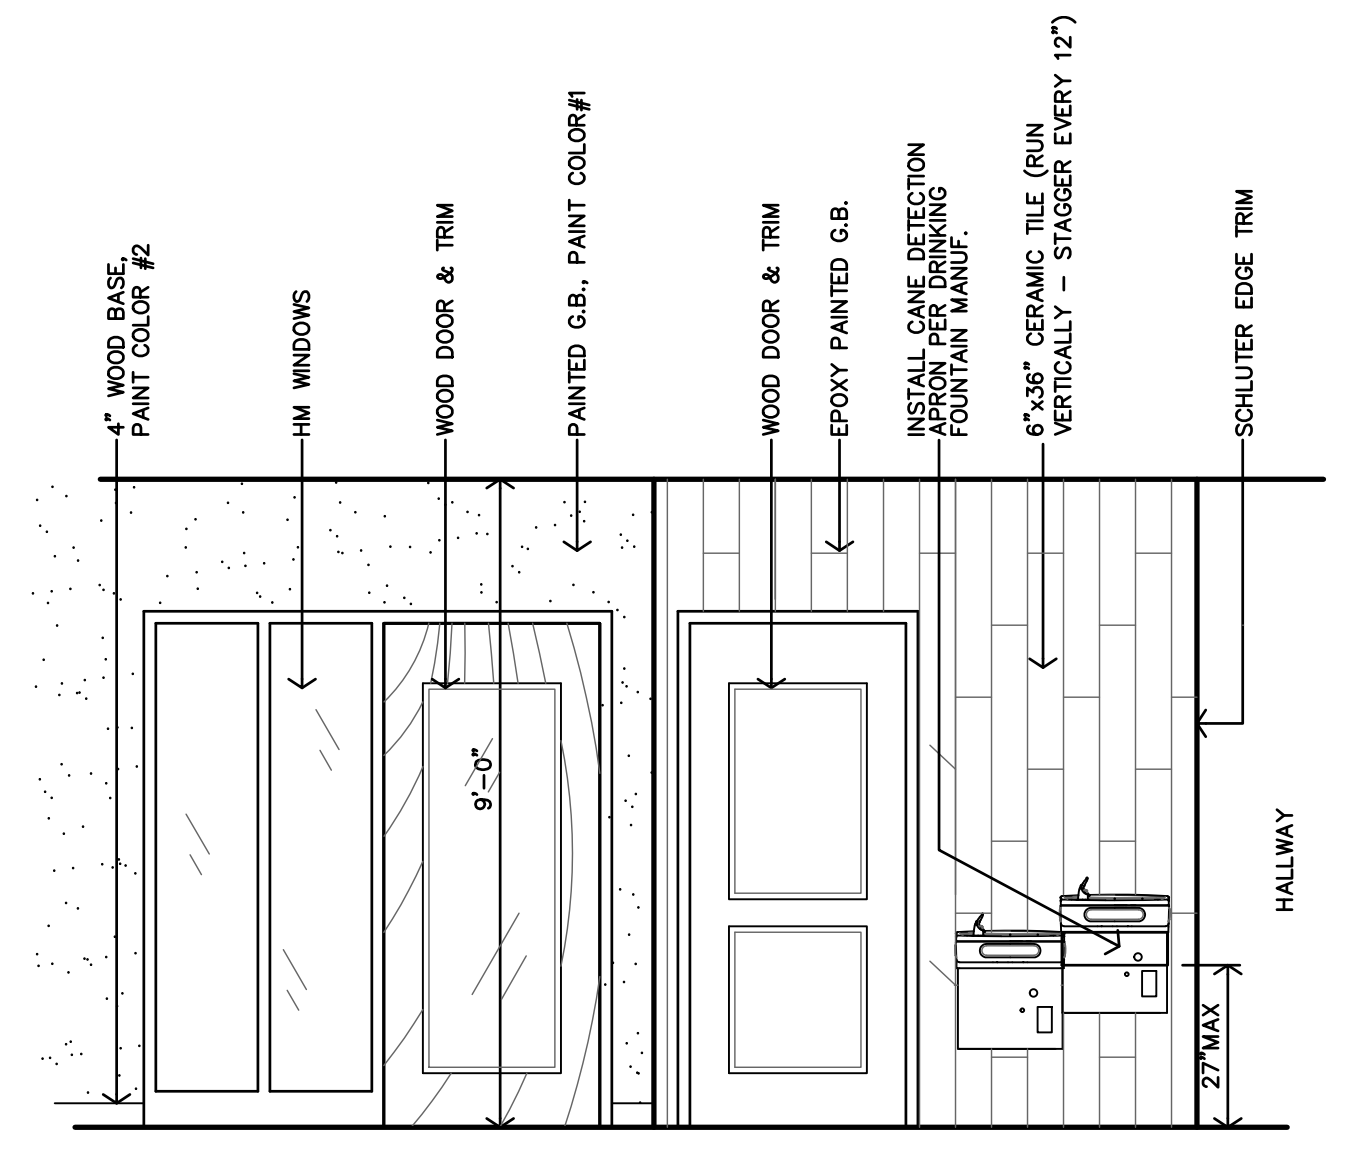 4" WOOD BASE,
PAINT COLOR #2
HM WINDOWS
WOOD DOOR & TRIM
PAINTED G.B., PAINT COLOR#1
WOOD DOOR & TRIM
EPOXY PAINTED G.B.
INSTALL CANE DETECTION
APRON PER DRINKING
FOUNTAIN MANUF.
6"x36" CERAMIC TILE (RUN
VERTICALLY – STAGGER EVERY 12")
SCHLUTER EDGE TRIM
9'–0"
HALLWAY
27"MAX